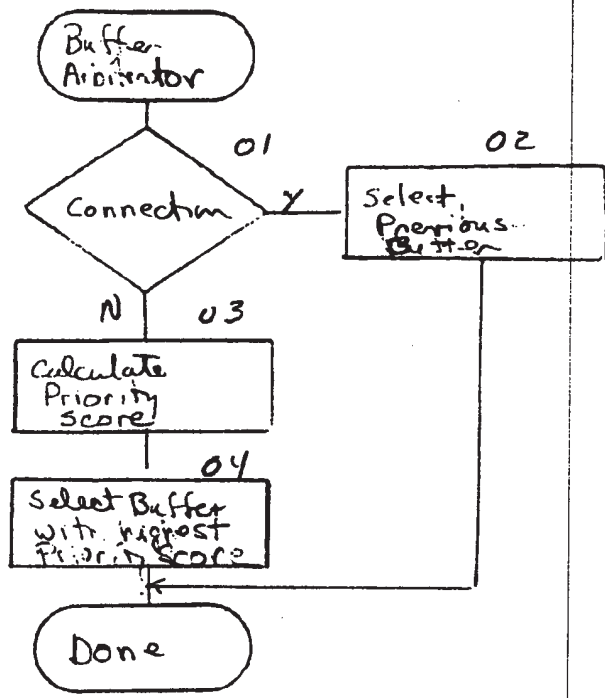 Buffer
Arbitrator
01
Connection
Y
02
Select
Previous
Buffer
N
03
Calculate
Priority
Score
04
Select Buffer
with highest
Priority Score
Done